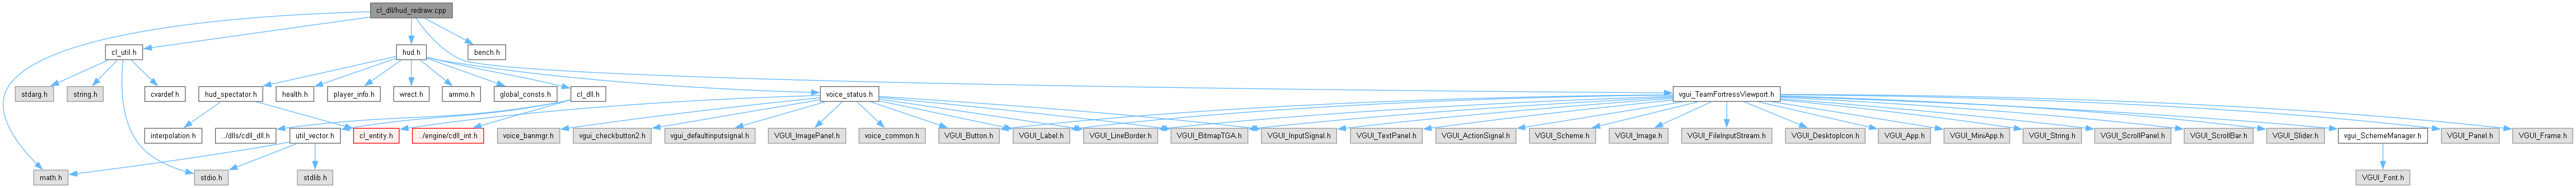 cl_dll/hud_redraw.cpp
cl_util.h
hud.h
bench.h
stdarg.h
string.h
cvardef.h
hud_spectator.h
health.h
player_info.h
wrect.h
ammo.h
global_consts.h
cl_dll.h
voice_status.h
vgui_TeamFortressViewport.h
interpolation.h
../dlls/cdll_dll.h
util_vector.h
cl_entity.h
../engine/cdll_int.h
voice_banmgr.h
vgui_checkbutton2.h
vgui_defaultinputsignal.h
VGUI_ImagePanel.h
voice_common.h
VGUI_Button.h
VGUI_Label.h
VGUI_LineBorder.h
VGUI_BitmapTGA.h
VGUI_InputSignal.h
VGUI_TextPanel.h
VGUI_ActionSignal.h
VGUI_Scheme.h
VGUI_Image.h
VGUI_FileInputStream.h
VGUI_DesktopIcon.h
VGUI_App.h
VGUI_MiniApp.h
VGUI_String.h
VGUI_ScrollPanel.h
VGUI_ScrollBar.h
VGUI_Slider.h
vgui_SchemeManager.h
VGUI_Panel.h
VGUI_Frame.h
math.h
stdio.h
stdlib.h
VGUI_Font.h